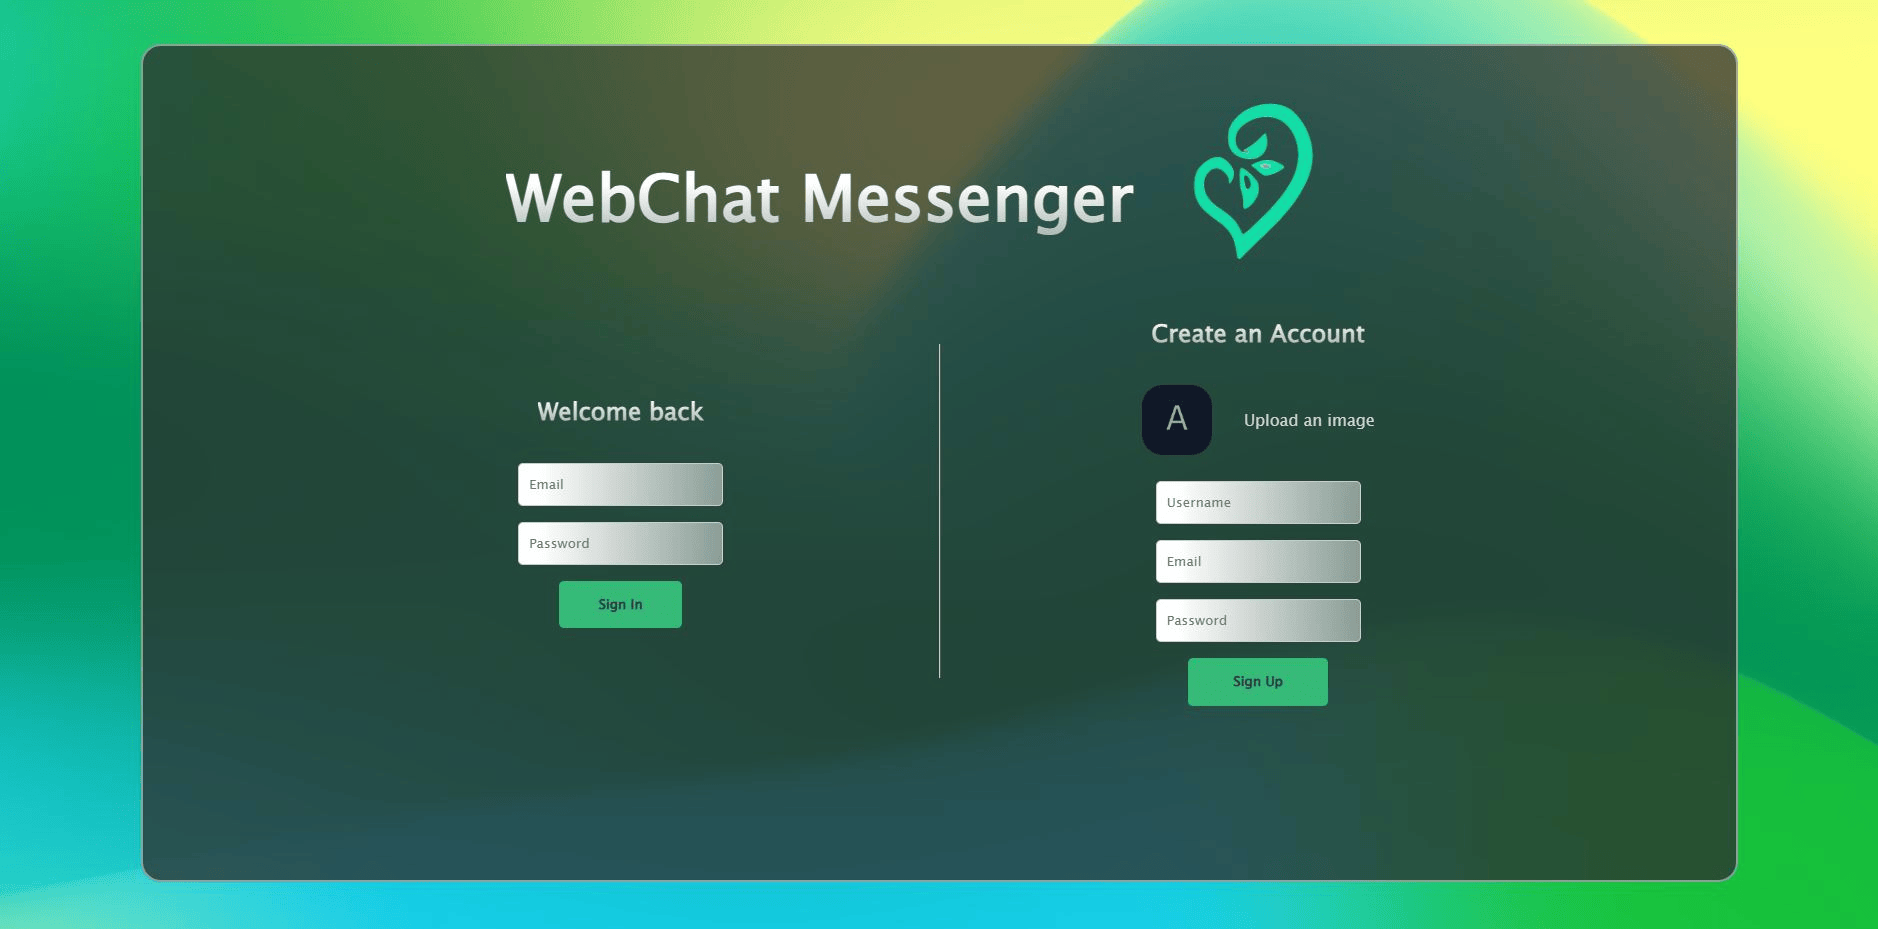 WebChat Messenger
Welcome back
Email
Password
Sign In
Create an Account
A
Upload an image
Username
Email
Password
Sign Up